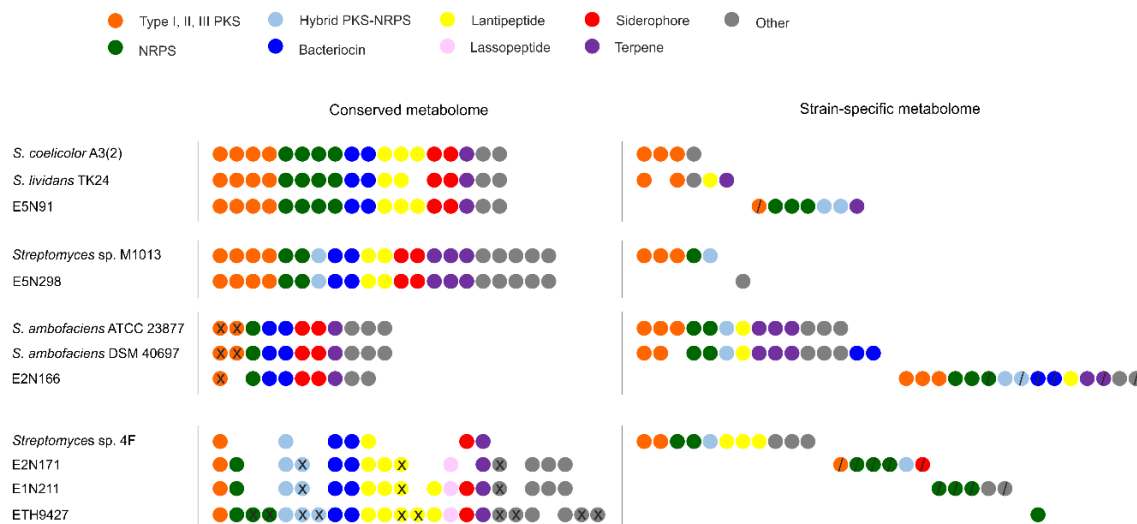 Type I, II, III PKS Hybrid PKS-NRPS Lantipeptide Siderophore Other
NRPS Bacteriocin Lassopeptide Terpene
Conserved metabolome Strain-specific metabolome
S. coelicolor A3(2)
S. lividans TK24
E5N91 /
Streptomyces sp. M1013
E5N298
S. ambofaciens ATCC 23877 X X
S. ambofaciens DSM 40697 X X
E2N166 X / / / / / /
Streptomyces sp. 4F
E2N171 X X X / / / / /
E1N211 X X / / / /
ETH9427 X X X X X X X X X X